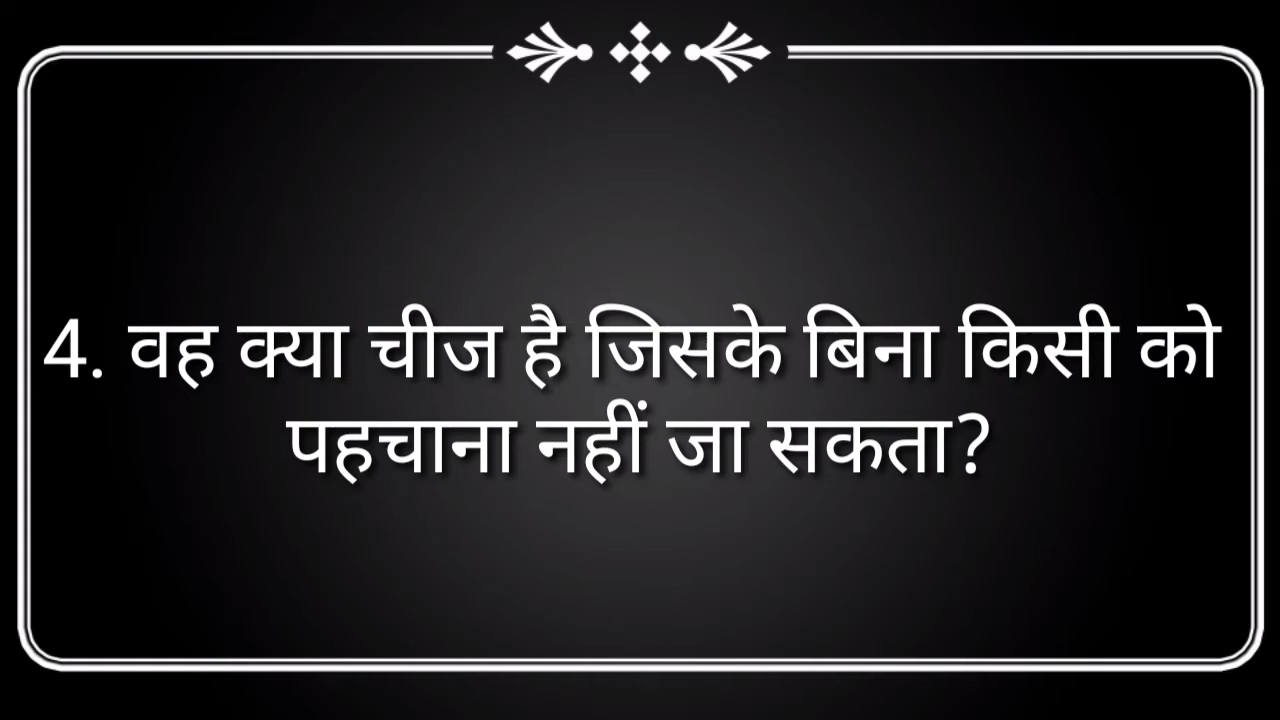 4. वह क्या चीज है जिसके बिना किसी को
पहचाना नहीं जा सकता?